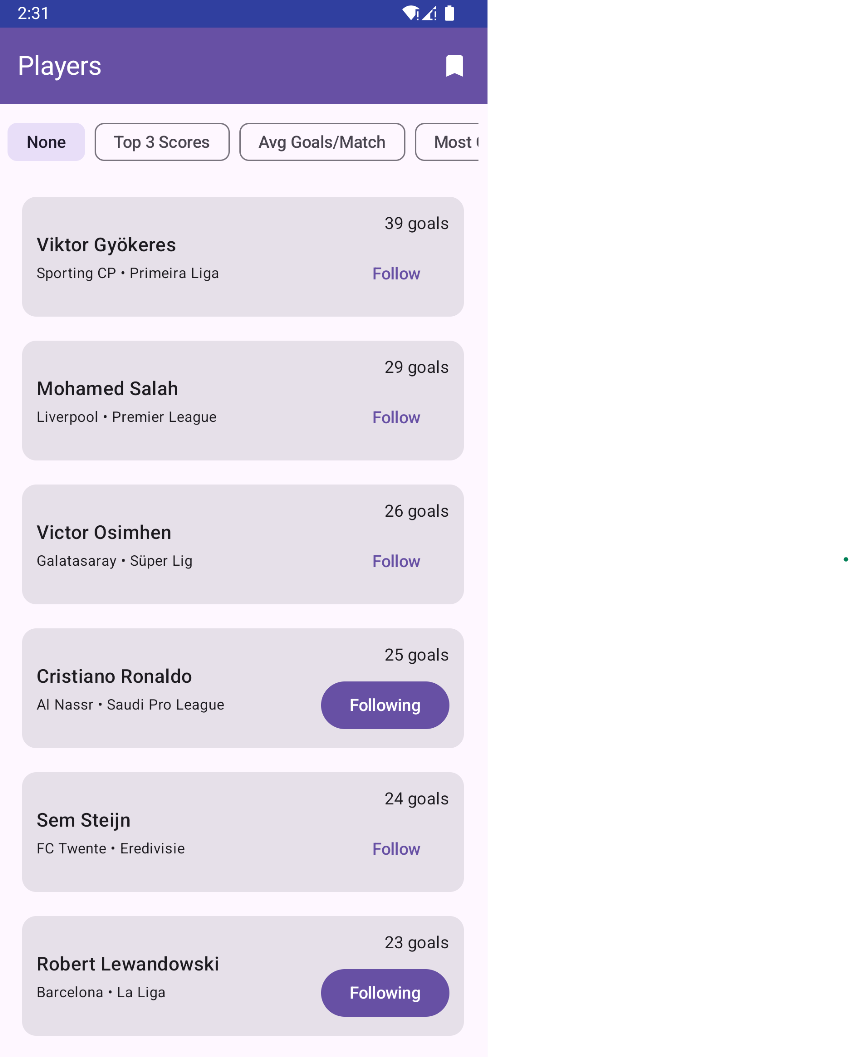 2:31
Players
None
Top 3 Scores
Avg Goals/Match
Most
39 goals
Viktor Gyökeres
Sporting CP • Primeira Liga
Follow
29 goals
Mohamed Salah
Liverpool • Premier League
Follow
26 goals
Victor Osimhen
Galatasaray • Süper Lig
Follow
25 goals
Cristiano Ronaldo
Al Nassr • Saudi Pro League
Following
24 goals
Sem Steijn
FC Twente • Eredivisie
Follow
23 goals
Robert Lewandowski
Barcelona • La Liga
Following